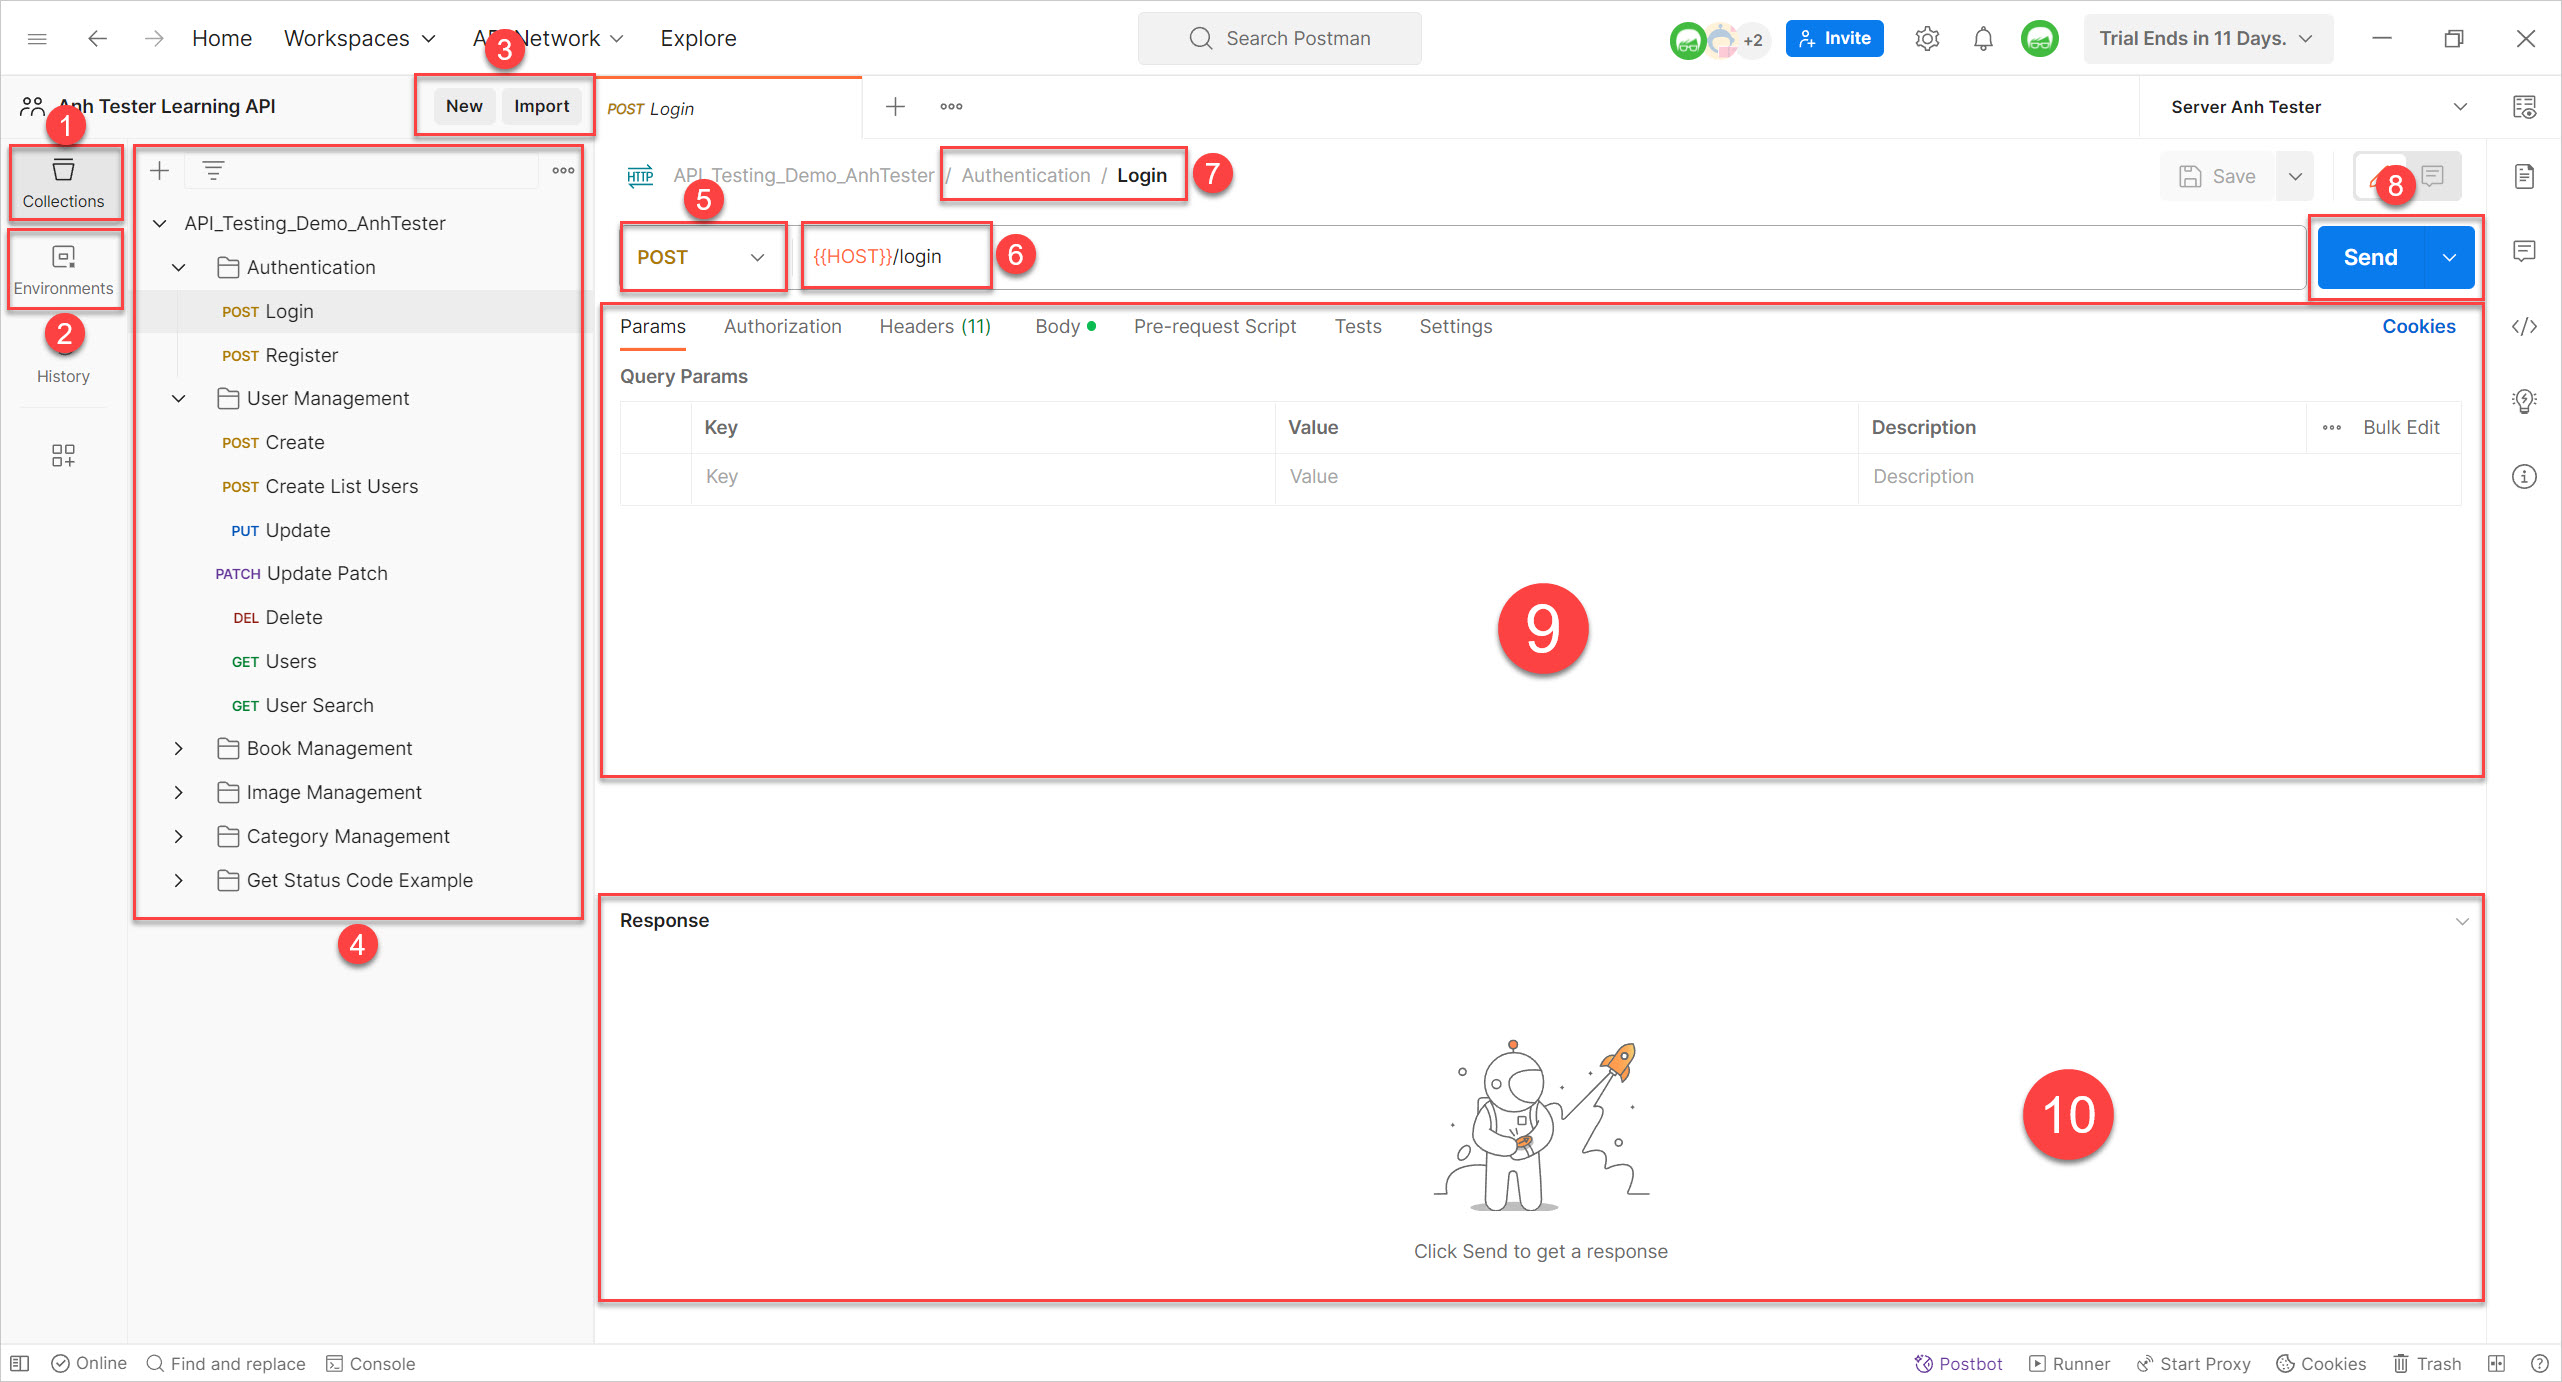 Home Workspaces API Network Explore Search Postman +2 Invite Trial Ends in 11 Days.
3
Anh Tester Learning API New Import POST Login Server Anh Tester
1
Collections
API_Testing_Demo_AnhTester / Authentication / Login 7 Save
5
8
API_Testing_Demo_AnhTester
Environments
POST {{HOST}}/login 6 Send
Authentication
2
POST Login
Params Authorization Headers (11) Body Pre-request Script Tests Settings Cookies
POST Register
History
Query Params
User Management
Key Value Description Bulk Edit
POST Create
Key Value Description
POST Create List Users
PUT Update
PATCH Update Patch
DEL Delete
9
GET Users
GET User Search
Book Management
Image Management
Category Management
Get Status Code Example
4
Response
10
Click Send to get a response
Online Find and replace Console Postbot Runner Start Proxy Cookies Trash